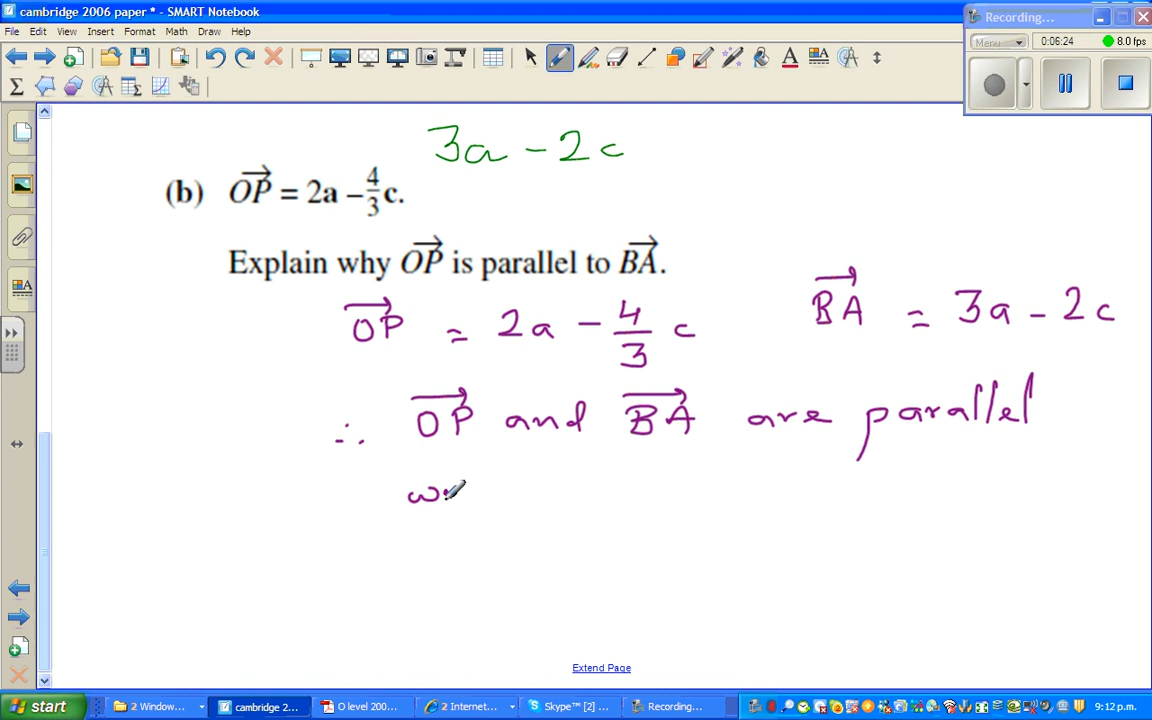 cambridge 2006 paper * - SMART Notebook
File Edit View Insert Format Math Draw Help
Recording...
Menu 0:06:24 8.0 fps
3a - 2c
(b) OP = 2a – 4/3 c.
Explain why OP is parallel to BA.
OP = 2a - 4/3 c BA = 3a - 2c
∴ OP and BA are parallel
Extend Page
start 2 Window... cambridge 2... O level 200... 2 Internet... Skype™ [2] ... Recording... 9:12 p.m.